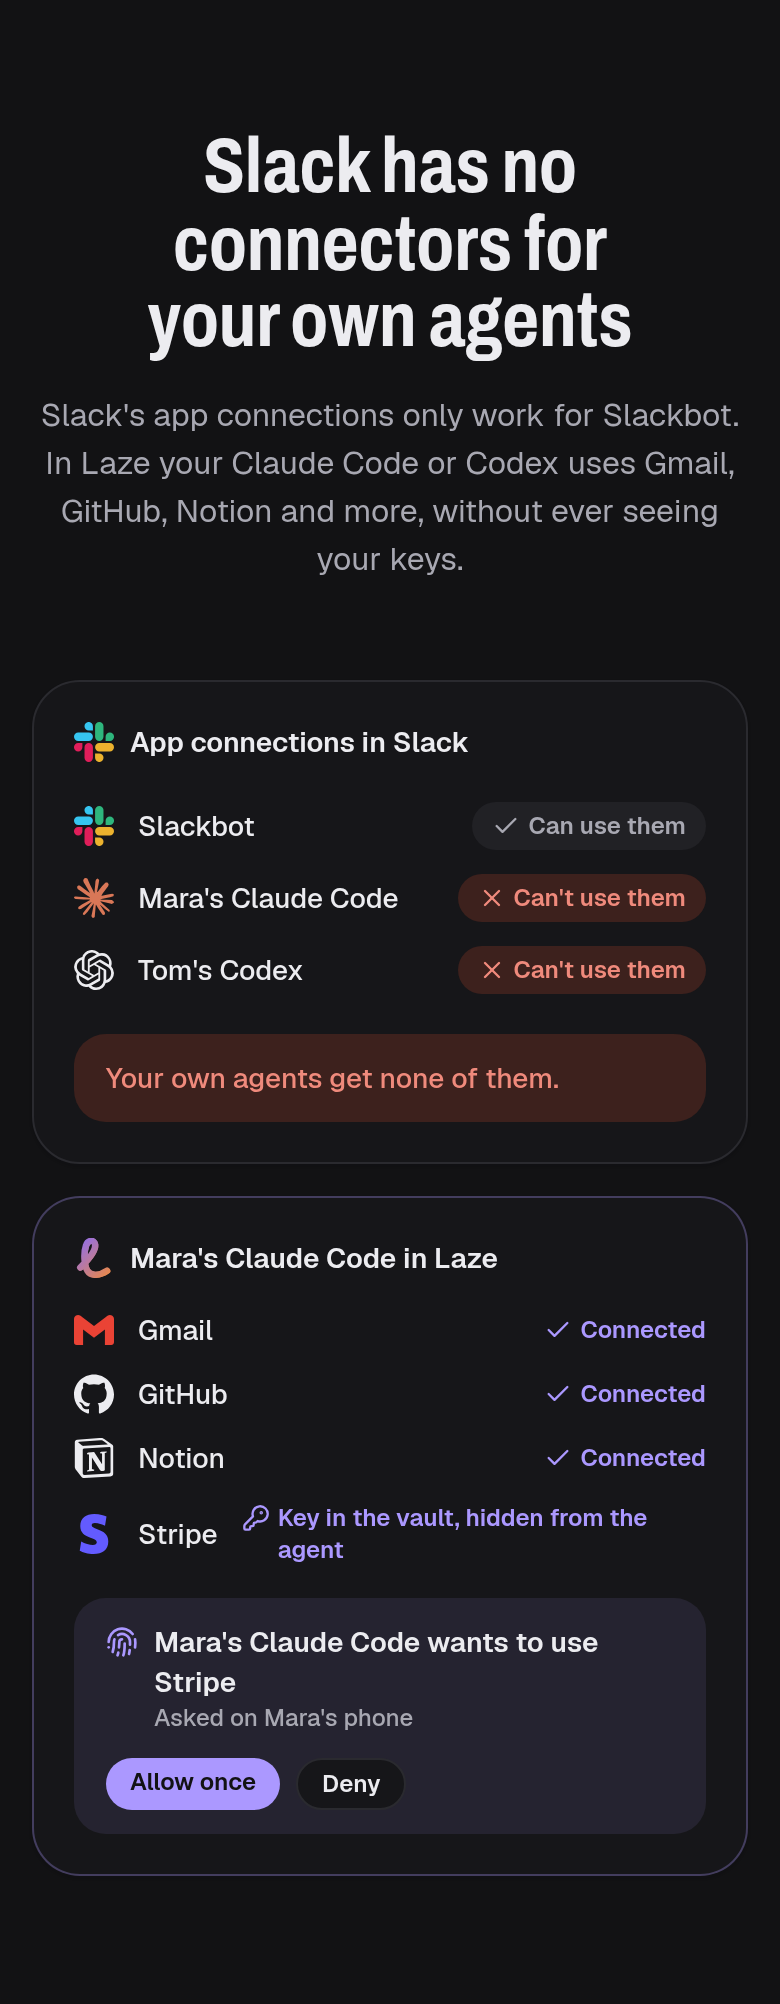 Slack has no
connectors for
your own agents
Slack's app connections only work for Slackbot.
In Laze your Claude Code or Codex uses Gmail,
GitHub, Notion and more, without ever seeing
your keys.
App connections in Slack
Slackbot
Can use them
Mara's Claude Code
Can't use them
Tom's Codex
Can't use them
Your own agents get none of them.
Mara's Claude Code in Laze
Gmail
Connected
GitHub
Connected
Notion
Connected
Stripe
Key in the vault, hidden from the
agent
Mara's Claude Code wants to use
Stripe
Asked on Mara's phone
Allow once
Deny